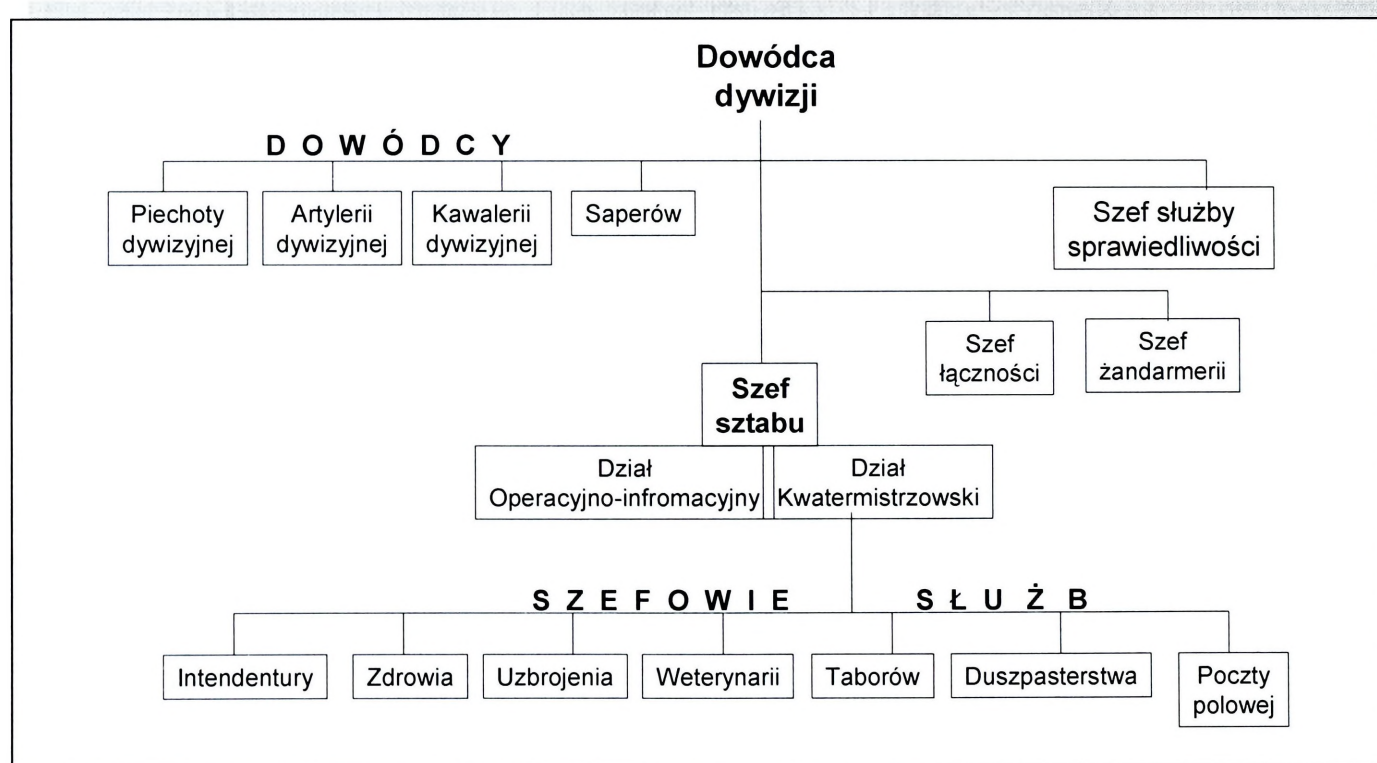 Dowódca
dywizji
D O W Ó D C Y
Piechoty
dywizyjnej
Artylerii
dywizyjnej
Kawalerii
dywizyjnej
Saperów
Szef służby
sprawiedliwości
Szef
łączności
Szef
żandarmerii
Szef
sztabu
Dział
Operacyjno-infromacyjny
Dział
Kwatermistrzowski
S Z E F O W I E S Ł U Ż B
Intendentury
Zdrowia
Uzbrojenia
Weterynarii
Taborów
Duszpasterstwa
Poczty
polowej